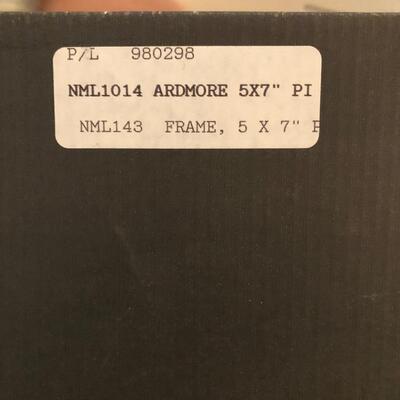 P/L 980298
NML1014 ARDMORE 5X7" PI
NML143 FRAME, 5 X 7"